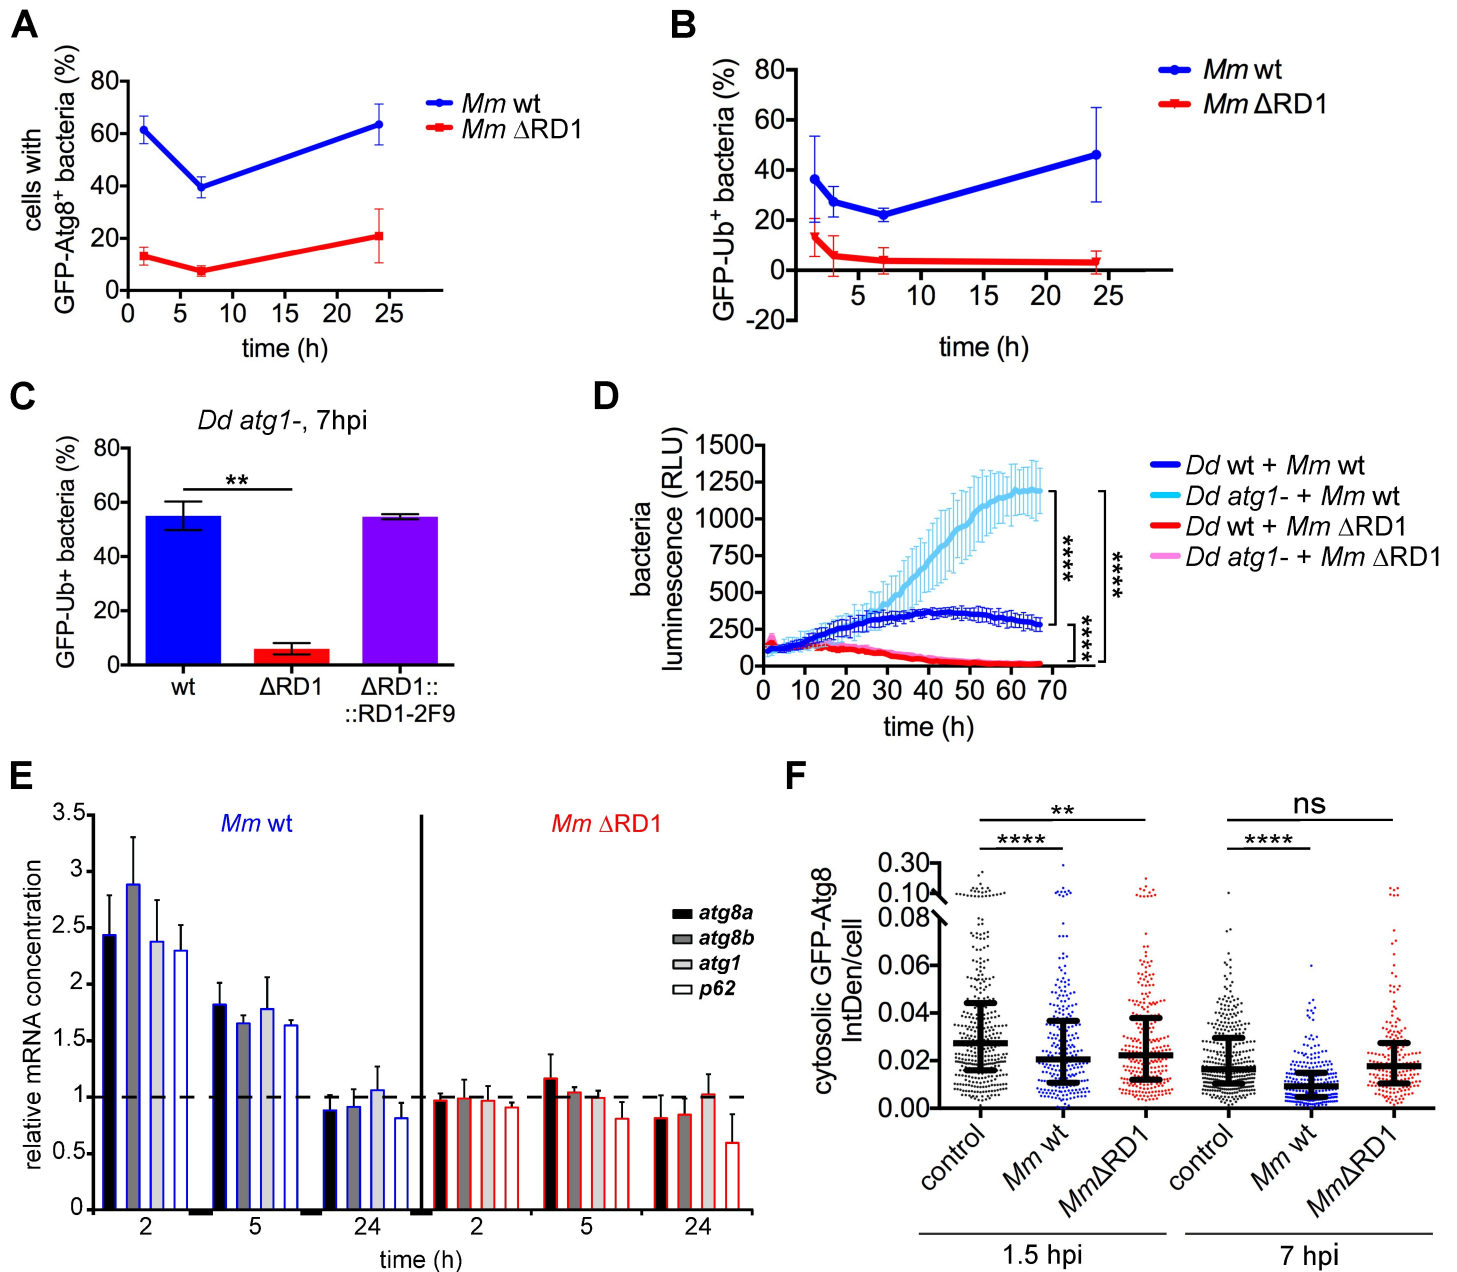 A
cells with
GFP-Atg8+ bacteria (%)
80
60
40
20
0
0 5 10 15 20 25
time (h)
Mm wt
Mm ΔRD1
B
GFP-Ub+ bacteria (%)
80
60
40
20
0
-20
5 10 15 20 25
time (h)
Mm wt
Mm ΔRD1
C
Dd atg1-, 7hpi
GFP-Ub+ bacteria (%)
80
60
40
20
0
**
wt
ΔRD1
ΔRD1::
::RD1-2F9
D
bacteria
luminescence (RLU)
1500
1250
1000
750
500
250
0
0 10 20 30 40 50 60 70
time (h)
****
****
****
Dd wt + Mm wt
Dd atg1- + Mm wt
Dd wt + Mm ΔRD1
Dd atg1- + Mm ΔRD1
E
relative mRNA concentration
3.5
3
2.5
2
1.5
1
0.5
0
Mm wt
Mm ΔRD1
atg8a
atg8b
atg1
p62
2 5 24 2 5 24
time (h)
F
cytosolic GFP-Atg8
IntDen/cell
0.30
0.10
0.08
0.06
0.04
0.02
0.00
**
****
ns
****
control
Mm wt
MmΔRD1
control
Mm wt
MmΔRD1
1.5 hpi
7 hpi